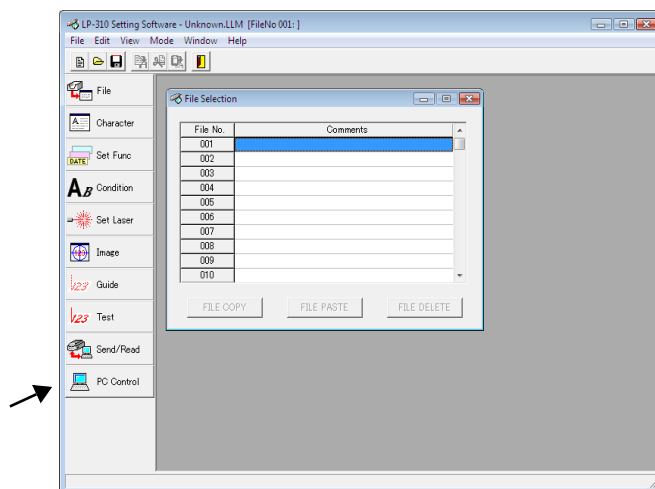 LP-310 Setting Software - Unknown.LLM [FileNo 001: ]
File Edit View Mode Window Help
File
Character
DATE Set Func
Condition
Set Laser
Image
123 Guide
123 Test
Send/Read
PC Control
File Selection
File No. Comments
001
002
003
004
005
006
007
008
009
010
FILE COPY FILE PASTE FILE DELETE